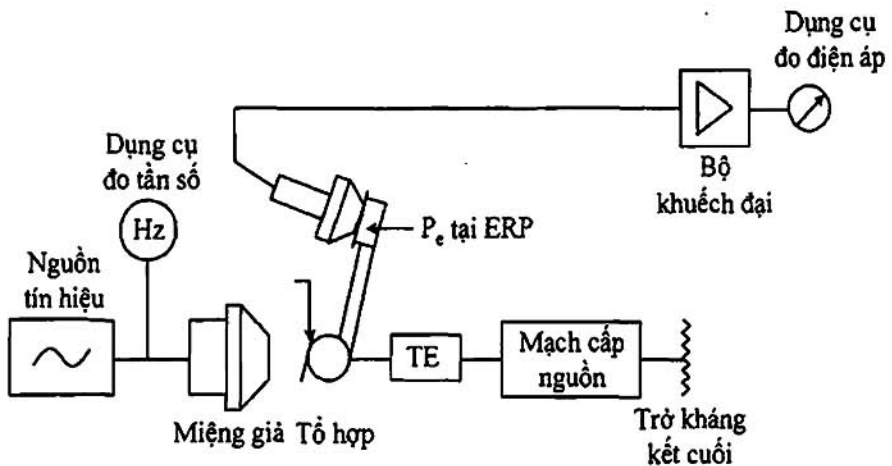 Dụng cụ
đo điện áp
Bộ
khuếch đại
Dụng cụ
đo tần số
Hz
Pe tại ERP
Nguồn
tín hiệu
Miệng giả
Tổ hợp
TE
Mạch cấp
nguồn
Trở kháng
kết cuối